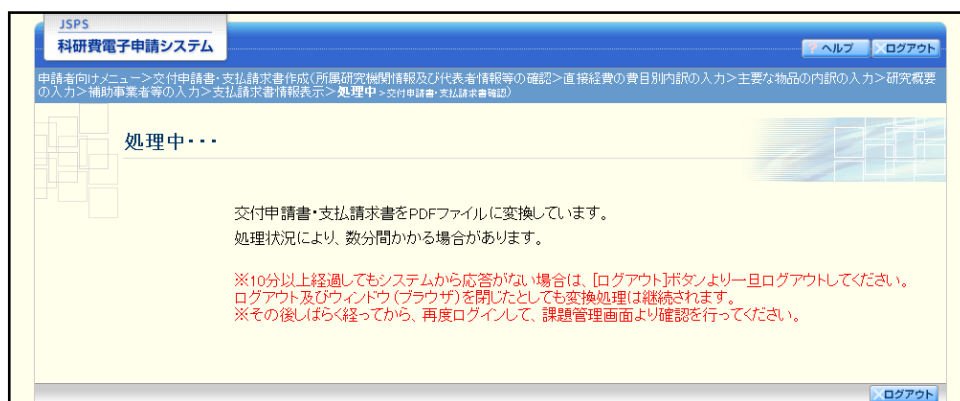 JSPS
科研費電子申請システム
? ヘルプ
ログアウト
申請者向けメニュー>交付申請書・支払請求書作成(所属研究機関情報及び代表者情報等の確認>直接経費の費目別内訳の入力>主要な物品の内訳の入力>研究概要
の入力>補助事業者等の入力>支払請求書情報表示>処理中>交付申請書・支払請求書確認)
処理中・・・
交付申請書・支払請求書をPDFファイルに変換しています。
処理状況により、数分間かかる場合があります。
※10分以上経過してもシステムから応答がない場合は、[ログアウト]ボタンより一旦ログアウトしてください。
ログアウト及びウィンドウ(ブラウザ)を閉じたとしても変換処理は継続されます。
※その後しばらく経ってから、再度ログインして、課題管理画面より確認を行ってください。
ログアウト